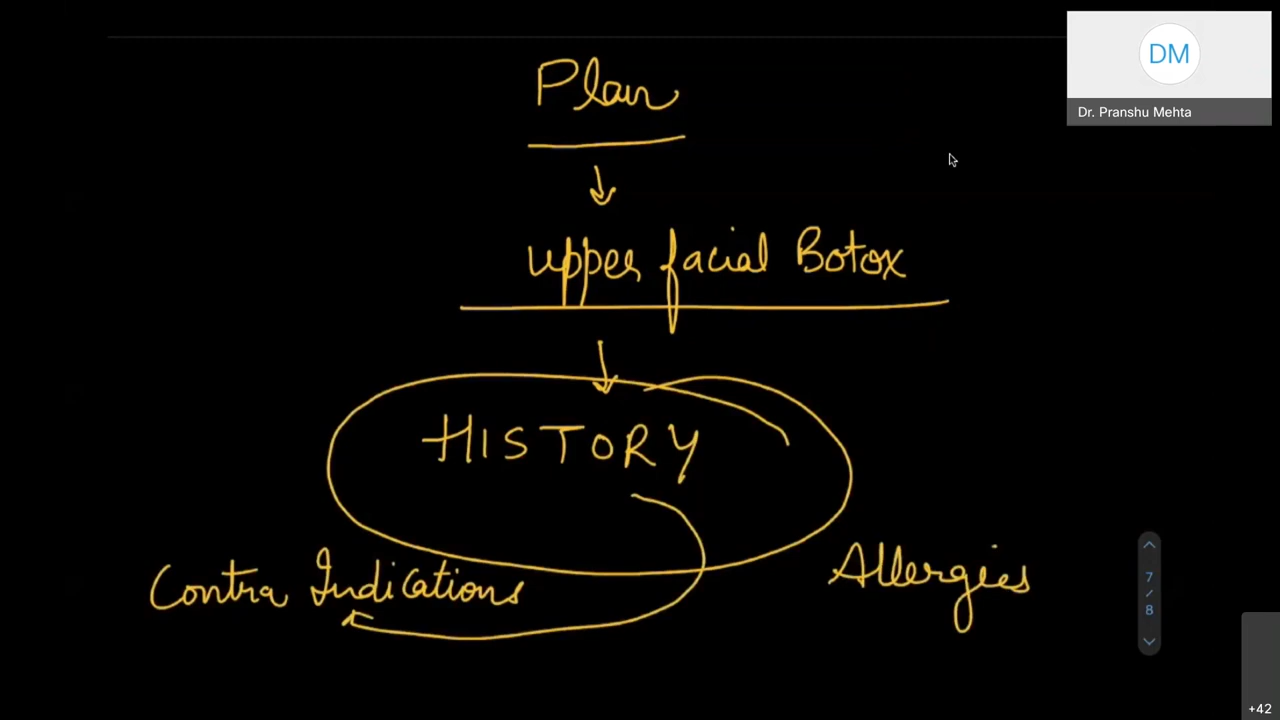 DM
Dr. Pranshu Mehta
Plan
upper facial Botox
HISTORY
Contra Indications
Allergies
7
/
8
+42